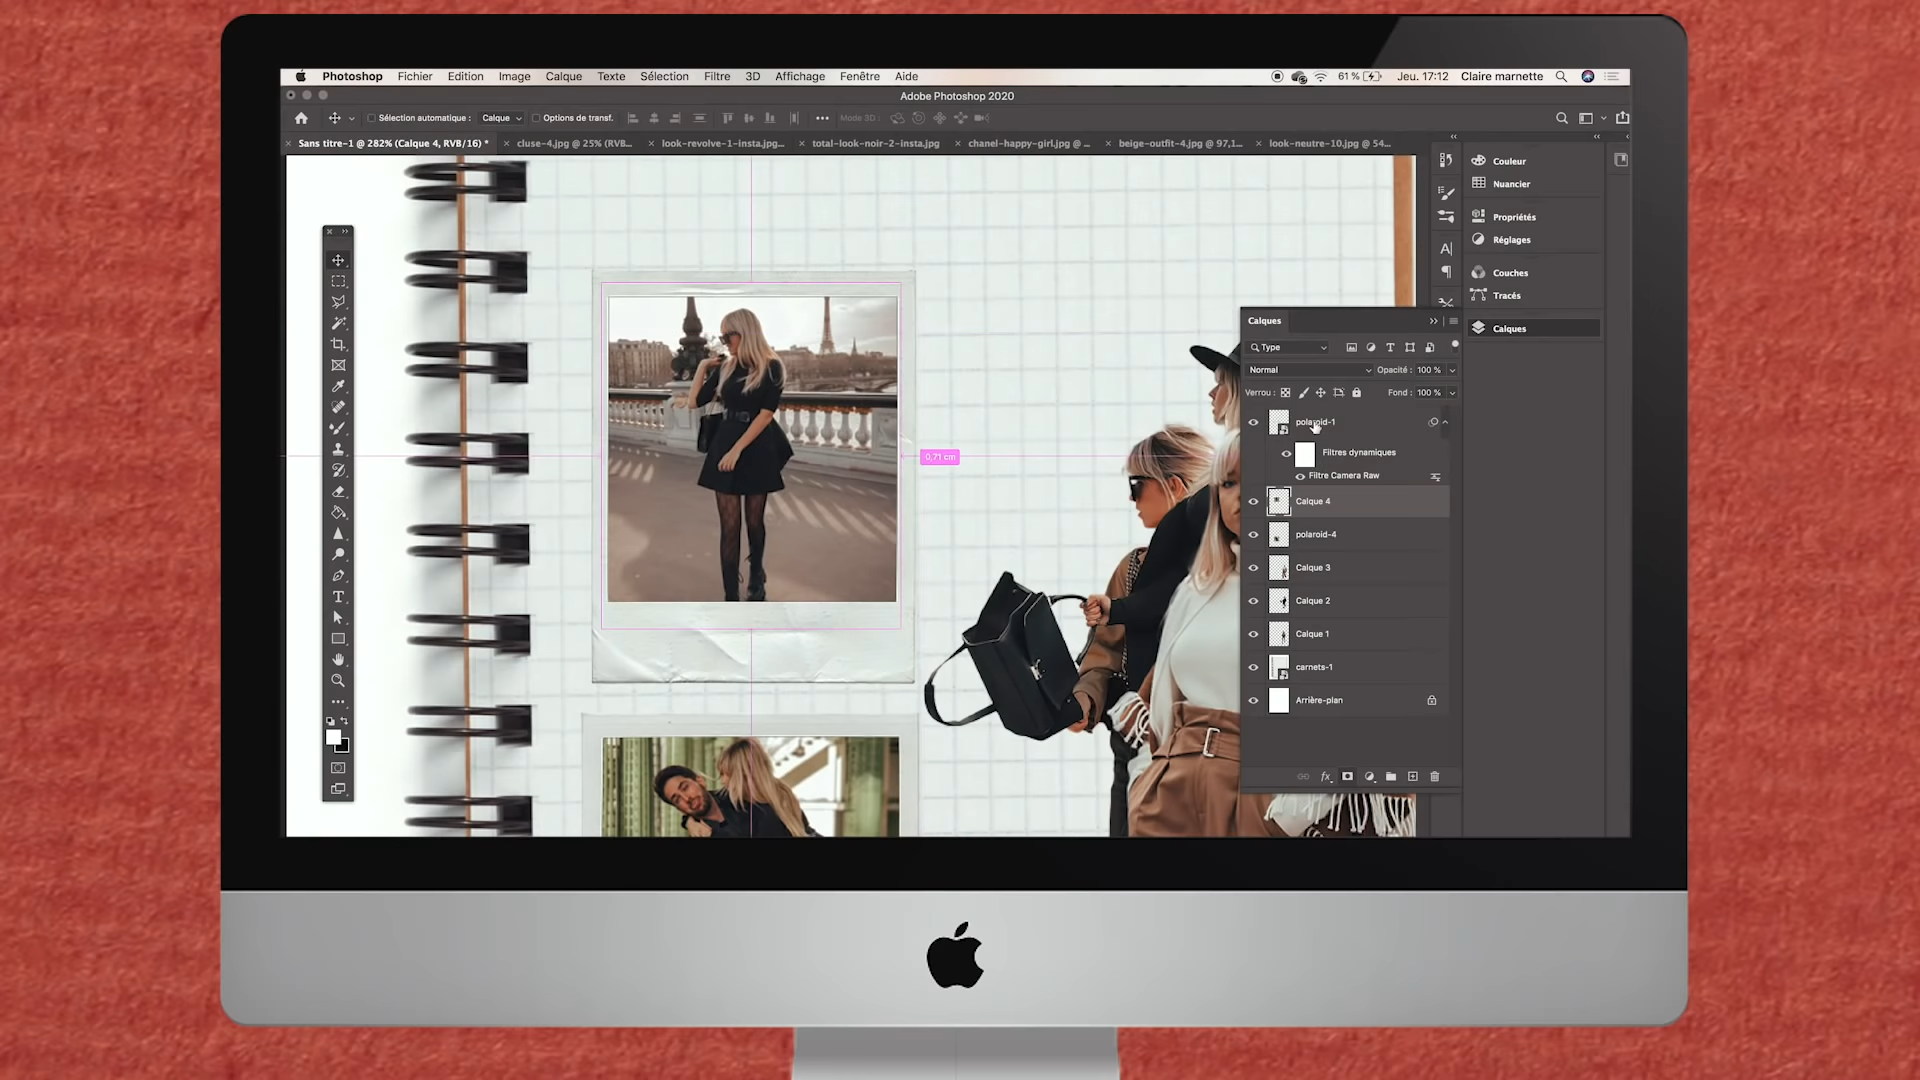 Photoshop Fichier Edition Image Calque Texte Sélection Filtre 3D Affichage Fenêtre Aide 61 % Jeu. 17:12 Claire marnette
Adobe Photoshop 2020
Sélection automatique : Calque Options de transf. Mode 3D :
Sans titre-1 @ 282% (Calque 4, RVB/16) * cluse-4.jpg @ 25% (RVB... look-revolve-1-insta.jpg... total-look-noir-2-insta.jpg chanel-happy-girl.jpg @ ... beige-outfit-4.jpg @ 97,1... look-neutre-10.jpg @ 54...
Couleur
Nuancier
Propriétés
Réglages
Couches
Tracés
Calques
0,71 cm
Calques
Type
Normal Opacité : 100 %
Verrou : Fond : 100 %
polaroid-1
Filtres dynamiques
Filtre Camera Raw
Calque 4
polaroid-4
Calque 3
Calque 2
Calque 1
carnets-1
Arrière-plan